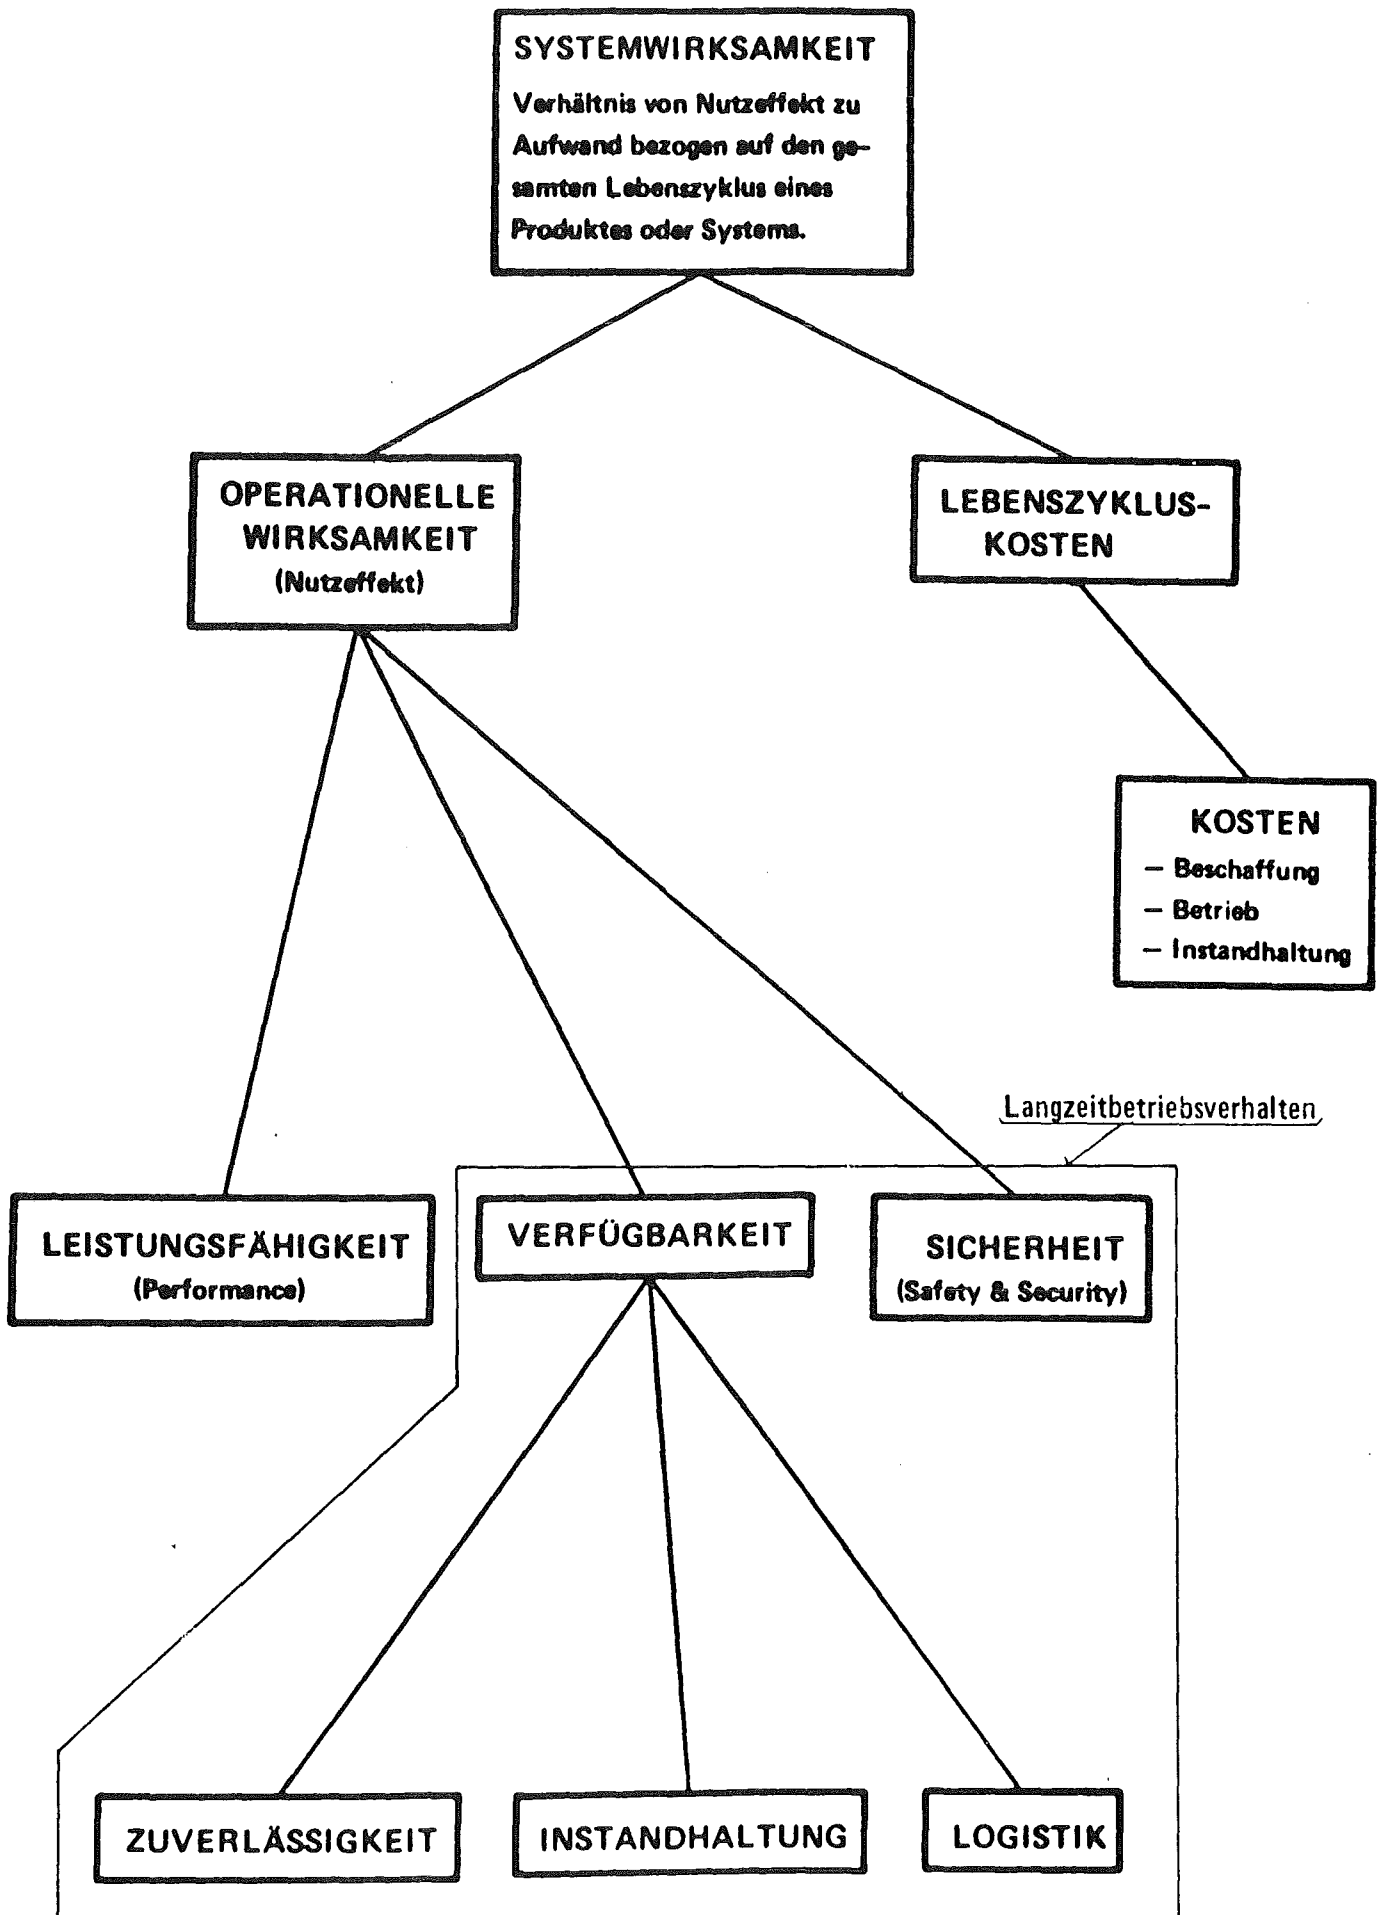 SYSTEMWIRKSAMKEIT
Verhältnis von Nutzeffekt zu
Aufwand bezogen auf den ge-
samten Lebenszyklus eines
Produktes oder Systems.
OPERATIONELLE
WIRKSAMKEIT
(Nutzeffekt)
LEBENSZYKLUS-
KOSTEN
KOSTEN
– Beschaffung
– Betrieb
– Instandhaltung
Langzeitbetriebsverhalten
LEISTUNGSFÄHIGKEIT
(Performance)
VERFÜGBARKEIT
SICHERHEIT
(Safety & Security)
ZUVERLÄSSIGKEIT
INSTANDHALTUNG
LOGISTIK